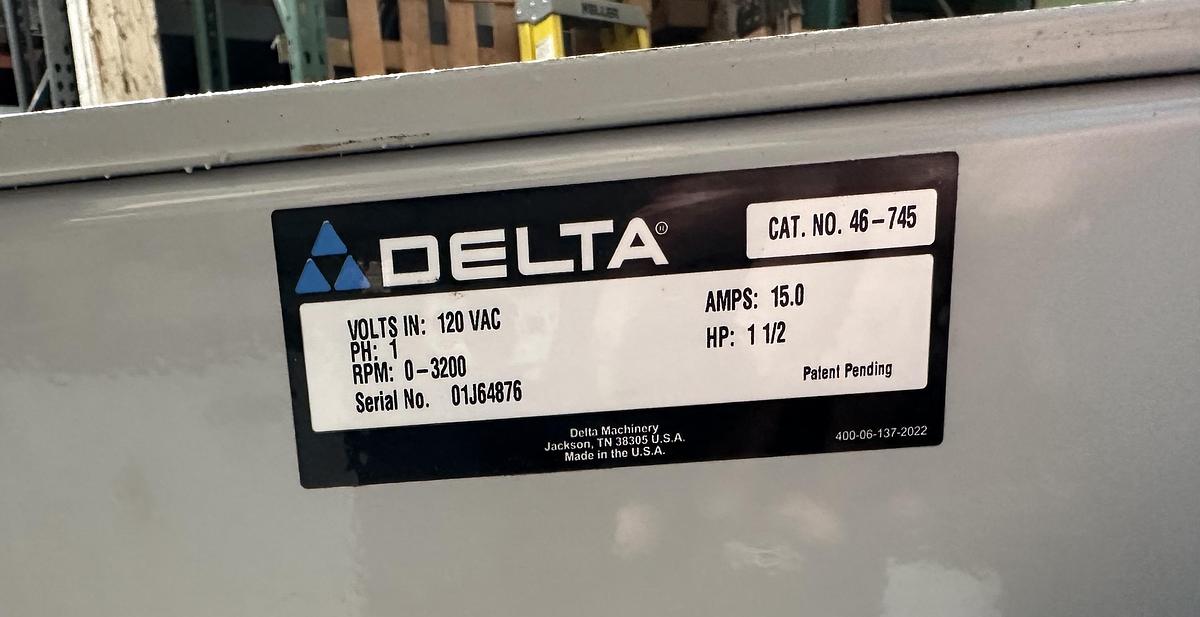 WERNER
DELTA®
CAT. NO. 46-745
VOLTS IN: 120 VAC
PH: 1
RPM: 0-3200
Serial No. 01J64876
AMPS: 15.0
HP: 1 1/2
Patent Pending
Delta Machinery
Jackson, TN 38305 U.S.A.
Made in the U.S.A.
400-06-137-2022